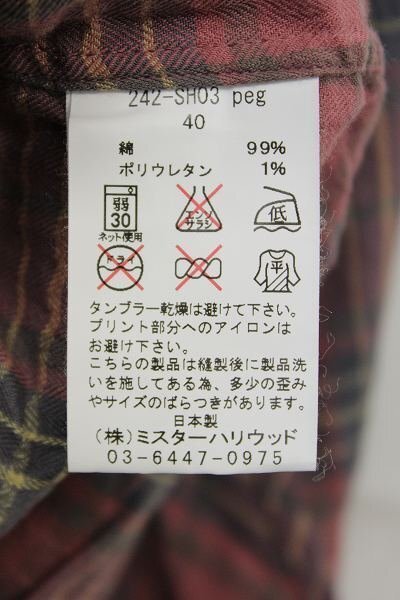 242-SH03 peg
40
綿 99%
ポリウレタン 1%
弱
30
ネット使用
エンソ
サラシ
低
ドライ
平
タンブラー乾燥は避けて下さい。
プリント部分へのアイロンは
お避け下さい。
こちらの製品は縫製後に製品洗
いを施してある為、多少の歪み
やサイズのばらつきがあります。
日本製
(株)ミスターハリウッド
03-6447-0975